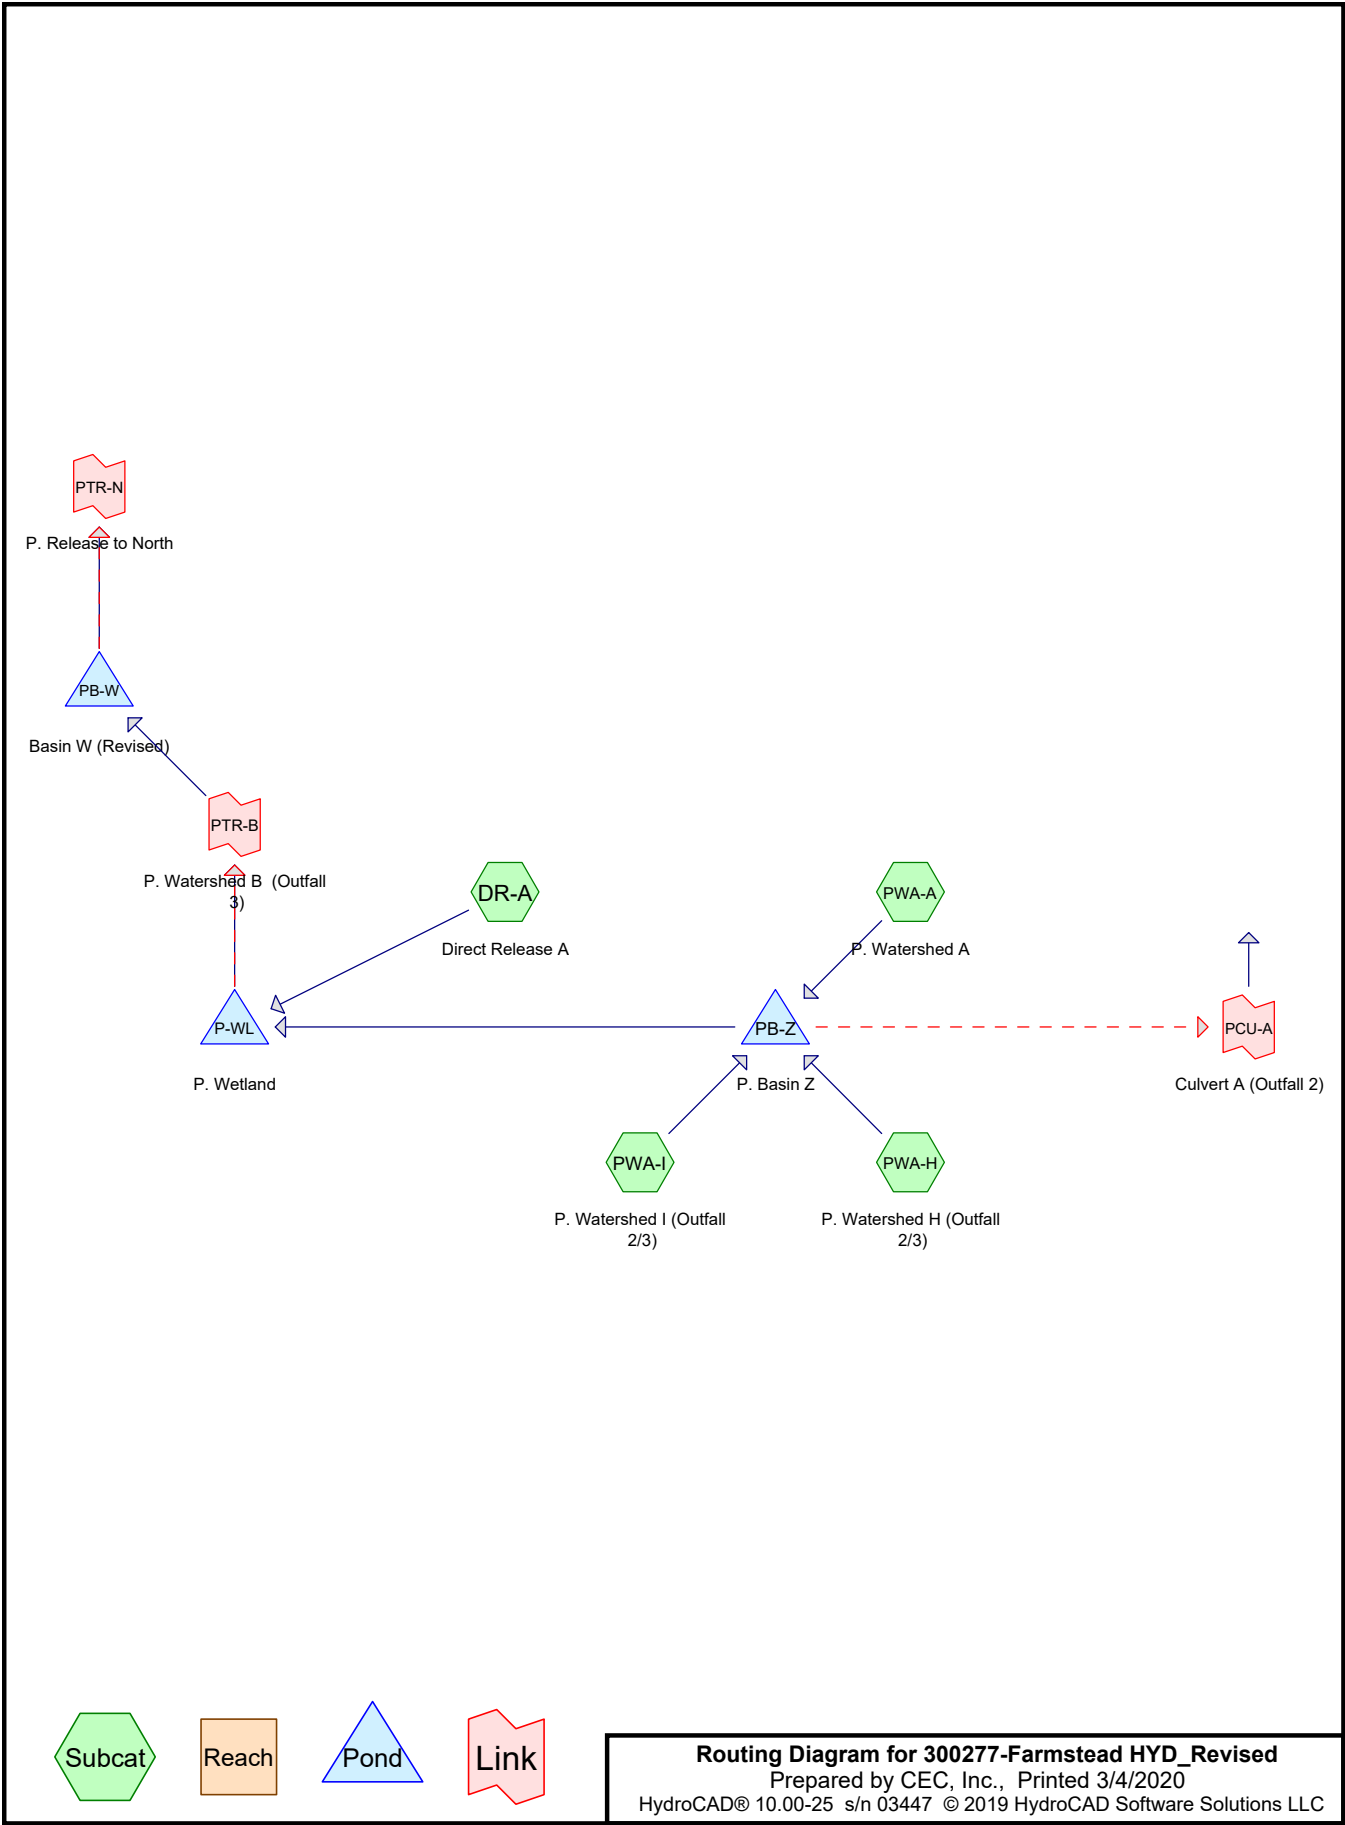 PTR-N
P. Release to North
PB-W
Basin W (Revised)
PTR-B
P. Watershed B  (Outfall
3)
DR-A
Direct Release A
PWA-A
P. Watershed A
P-WL
P. Wetland
PB-Z
P. Basin Z
PCU-A
Culvert A (Outfall 2)
PWA-I
P. Watershed I (Outfall
2/3)
PWA-H
P. Watershed H (Outfall
2/3)
Subcat
Reach
Pond
Link
Routing Diagram for 300277-Farmstead HYD_Revised
Prepared by CEC, Inc.,  Printed 3/4/2020
HydroCAD® 10.00-25  s/n 03447  © 2019 HydroCAD Software Solutions LLC